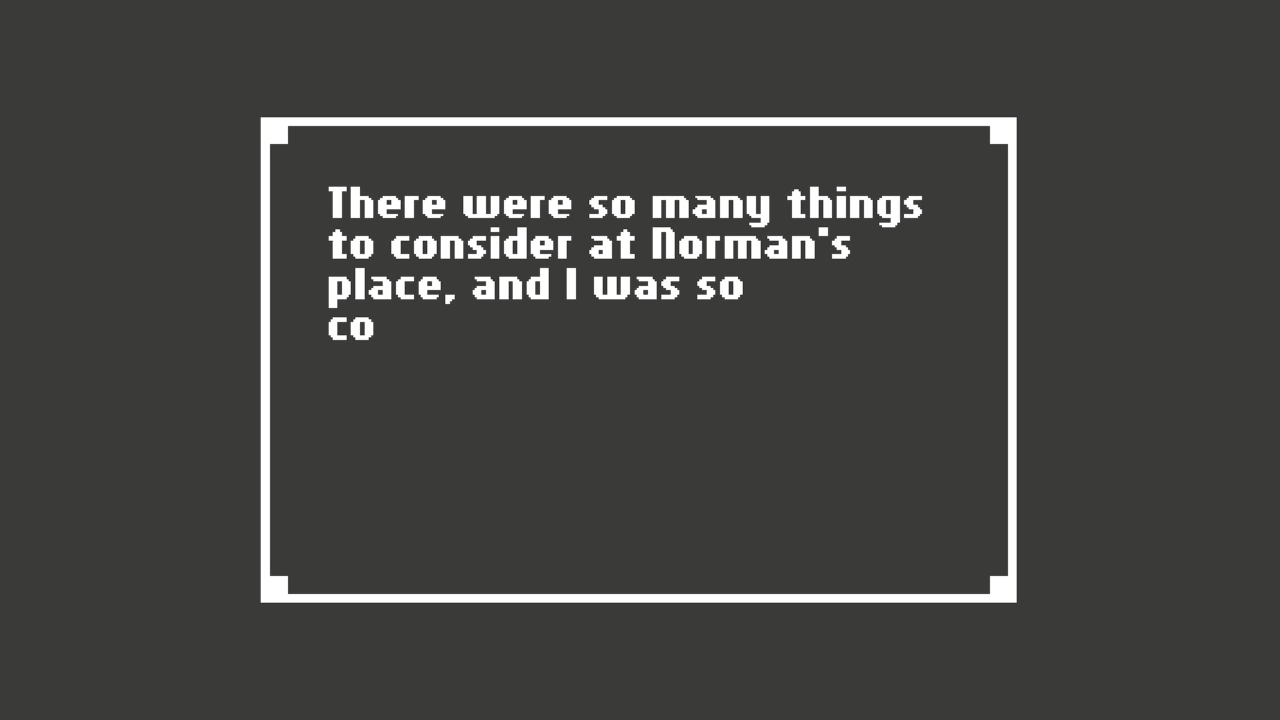 There were so many things
to consider at Norman's
place, and I was so
co